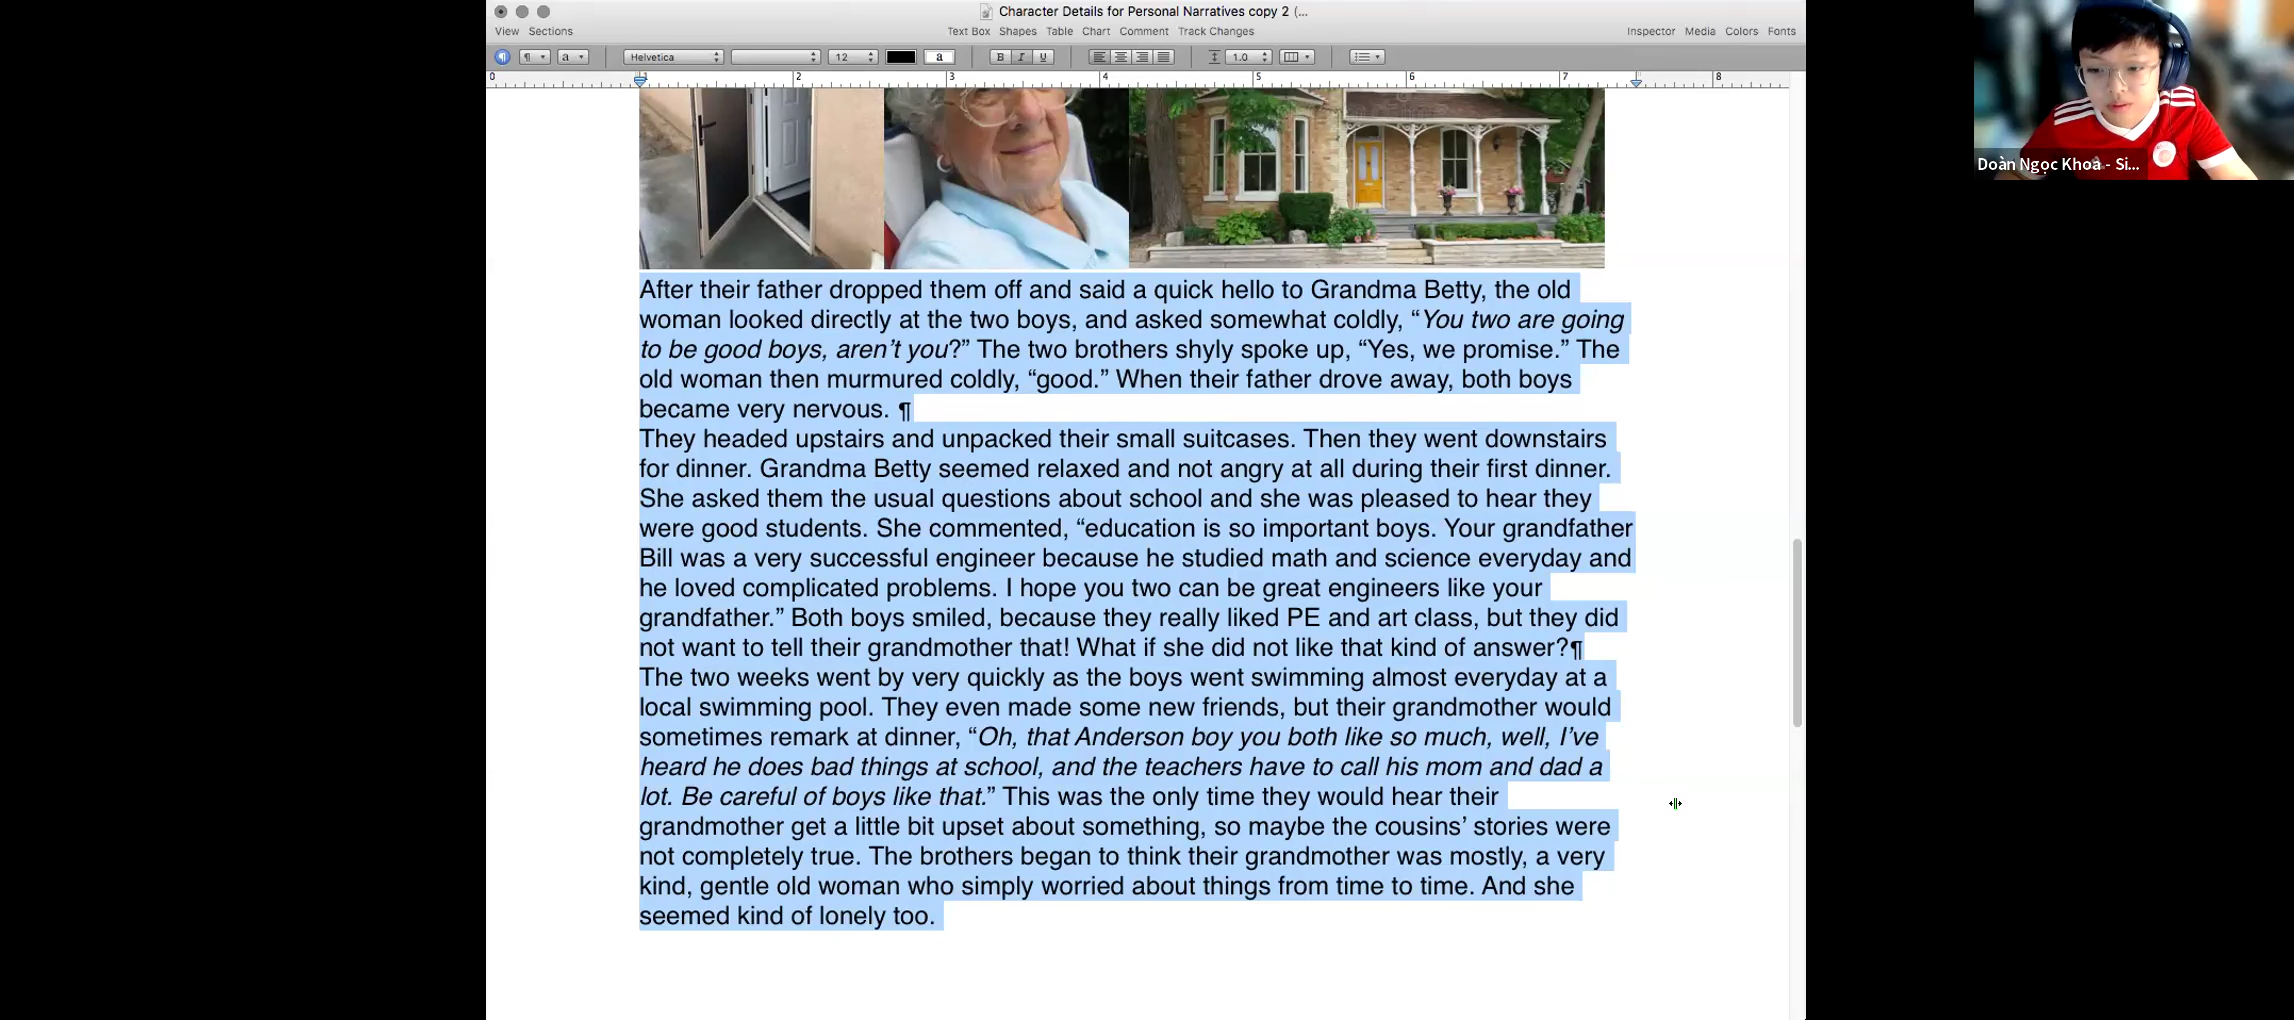 Character Details for Personal Narratives copy 2 (...
View Sections Text Box Shapes Table Chart Comment Track Changes Inspector Media Colors Fonts
¶ ¶ a Helvetica 12 a B I U 1.0
0 1 2 3 4 5 6 7 8
Doàn Ngọc Khoa - Si...
After their father dropped them off and said a quick hello to Grandma Betty, the old
woman looked directly at the two boys, and asked somewhat coldly, “You two are going
to be good boys, aren’t you?” The two brothers shyly spoke up, “Yes, we promise.” The
old woman then murmured coldly, “good.” When their father drove away, both boys
became very nervous. ¶
They headed upstairs and unpacked their small suitcases. Then they went downstairs
for dinner. Grandma Betty seemed relaxed and not angry at all during their first dinner.
She asked them the usual questions about school and she was pleased to hear they
were good students. She commented, “education is so important boys. Your grandfather
Bill was a very successful engineer because he studied math and science everyday and
he loved complicated problems. I hope you two can be great engineers like your
grandfather.” Both boys smiled, because they really liked PE and art class, but they did
not want to tell their grandmother that! What if she did not like that kind of answer?¶
The two weeks went by very quickly as the boys went swimming almost everyday at a
local swimming pool. They even made some new friends, but their grandmother would
sometimes remark at dinner, “Oh, that Anderson boy you both like so much, well, I’ve
heard he does bad things at school, and the teachers have to call his mom and dad a
lot. Be careful of boys like that.” This was the only time they would hear their
grandmother get a little bit upset about something, so maybe the cousins’ stories were
not completely true. The brothers began to think their grandmother was mostly, a very
kind, gentle old woman who simply worried about things from time to time. And she
seemed kind of lonely too.